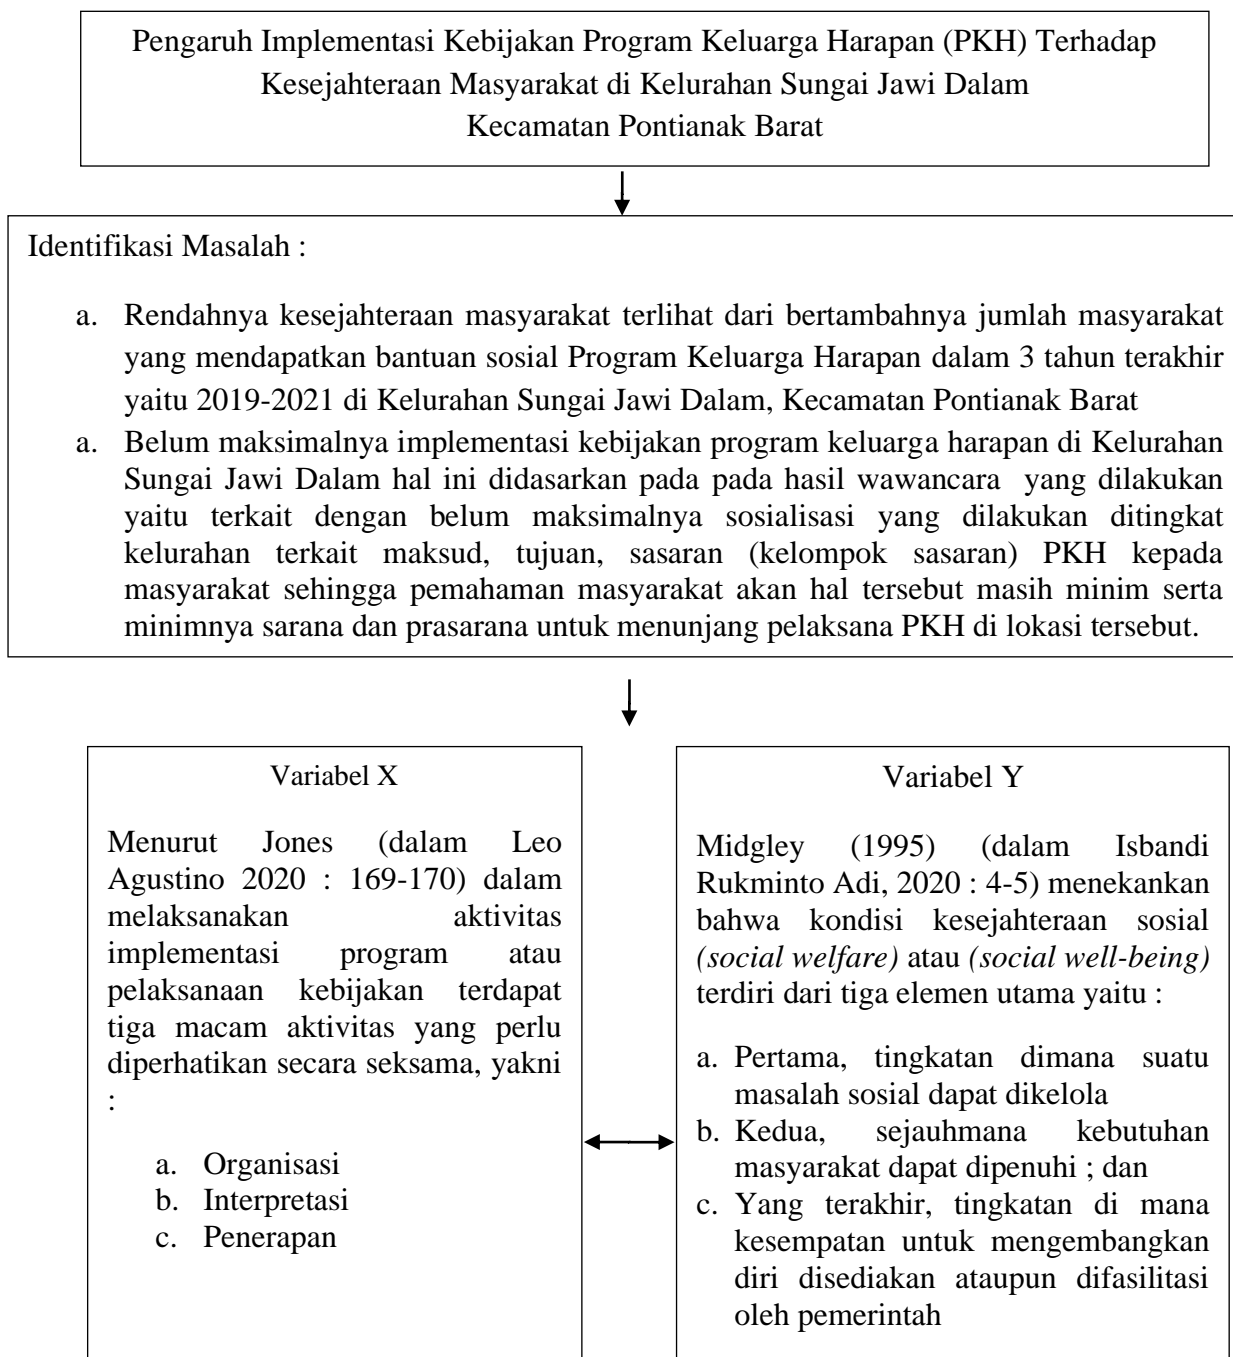 Pengaruh Implementasi Kebijakan Program Keluarga Harapan (PKH) Terhadap
Kesejahteraan Masyarakat di Kelurahan Sungai Jawi Dalam
Kecamatan Pontianak Barat
Identifikasi Masalah :
a. Rendahnya kesejahteraan masyarakat terlihat dari bertambahnya jumlah masyarakat
yang mendapatkan bantuan sosial Program Keluarga Harapan dalam 3 tahun terakhir
yaitu 2019-2021 di Kelurahan Sungai Jawi Dalam, Kecamatan Pontianak Barat
a. Belum maksimalnya implementasi kebijakan program keluarga harapan di Kelurahan
Sungai Jawi Dalam hal ini didasarkan pada pada hasil wawancara yang dilakukan
yaitu terkait dengan belum maksimalnya sosialisasi yang dilakukan ditingkat
kelurahan terkait maksud, tujuan, sasaran (kelompok sasaran) PKH kepada
masyarakat sehingga pemahaman masyarakat akan hal tersebut masih minim serta
minimnya sarana dan prasarana untuk menunjang pelaksana PKH di lokasi tersebut.
Variabel X
Menurut Jones (dalam Leo
Agustino 2020 : 169-170) dalam
melaksanakan aktivitas
implementasi program atau
pelaksanaan kebijakan terdapat
tiga macam aktivitas yang perlu
diperhatikan secara seksama, yakni
:
a. Organisasi
b. Interpretasi
c. Penerapan
Variabel Y
Midgley (1995) (dalam Isbandi
Rukminto Adi, 2020 : 4-5) menekankan
bahwa kondisi kesejahteraan sosial
(social welfare) atau (social well-being)
terdiri dari tiga elemen utama yaitu :
a. Pertama, tingkatan dimana suatu
masalah sosial dapat dikelola
b. Kedua, sejauhmana kebutuhan
masyarakat dapat dipenuhi ; dan
c. Yang terakhir, tingkatan di mana
kesempatan untuk mengembangkan
diri disediakan ataupun difasilitasi
oleh pemerintah